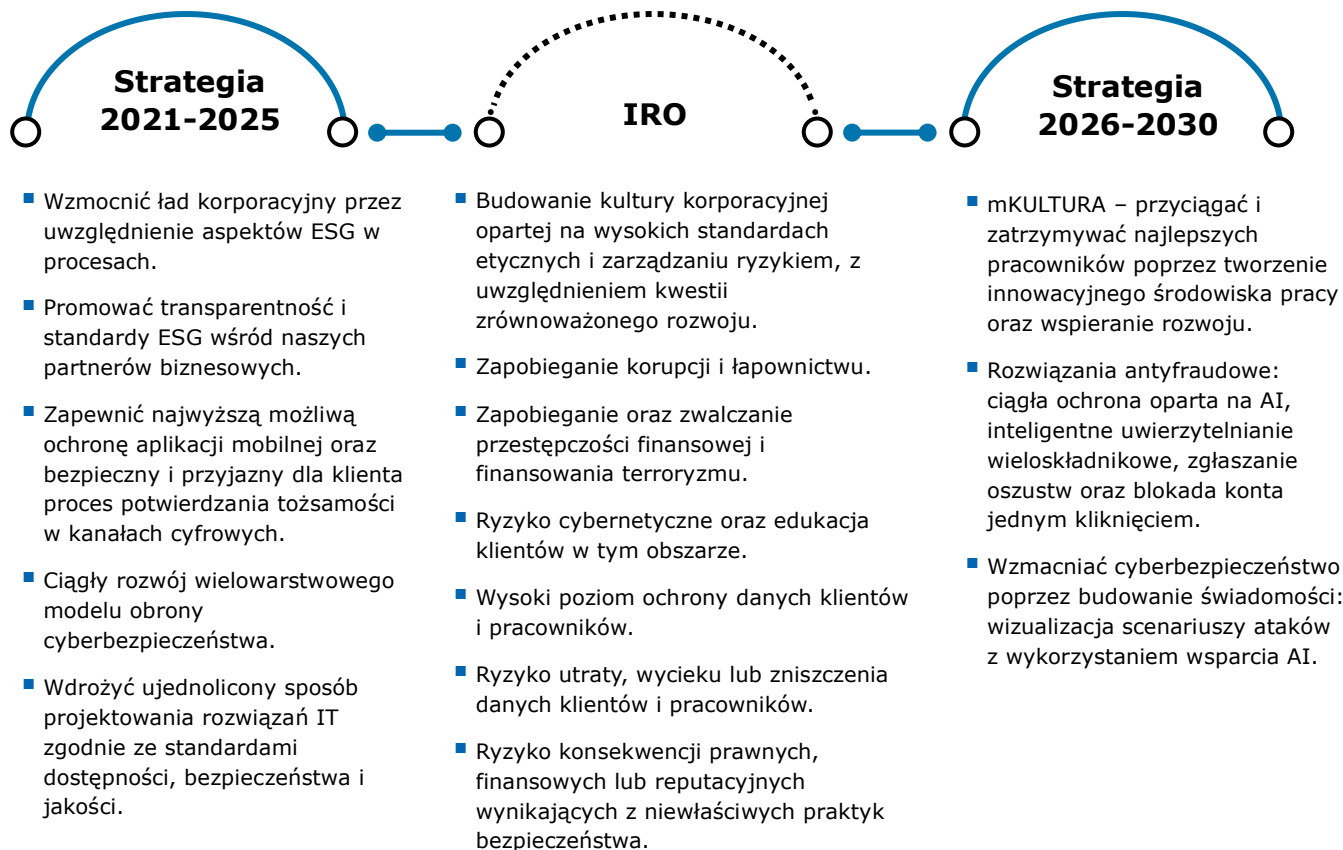 Strategia
2021-2025
Wzmocnić ład korporacyjny przez
uwzględnienie aspektów ESG w
procesach.
Promować transparentność i
standardy ESG wśród naszych
partnerów biznesowych.
Zapewnić najwyższą możliwą
ochronę aplikacji mobilnej oraz
bezpieczny i przyjazny dla klienta
proces potwierdzania tożsamości
w kanałach cyfrowych.
Ciągły rozwój wielowarstwowego
modelu obrony
cyberbezpieczeństwa.
Wdrożyć ujednolicony sposób
projektowania rozwiązań IT
zgodnie ze standardami
dostępności, bezpieczeństwa i
jakości.
IRO
Budowanie kultury korporacyjnej
opartej na wysokich standardach
etycznych i zarządzaniu ryzykiem, z
uwzględnieniem kwestii
zrównoważonego rozwoju.
Zapobieganie korupcji i łapownictwu.
Zapobieganie oraz zwalczanie
przestępczości finansowej i
finansowania terroryzmu.
Ryzyko cybernetyczne oraz edukacja
klientów w tym obszarze.
Wysoki poziom ochrony danych klientów
i pracowników.
Ryzyko utraty, wycieku lub zniszczenia
danych klientów i pracowników.
Ryzyko konsekwencji prawnych,
finansowych lub reputacyjnych
wynikających z niewłaściwych praktyk
bezpieczeństwa.
Strategia
2026-2030
mKULTURA – przyciągać i
zatrzymywać najlepszych
pracowników poprzez tworzenie
innowacyjnego środowiska pracy
oraz wspieranie rozwoju.
Rozwiązania antyfraudowe:
ciągła ochrona oparta na AI,
inteligentne uwierzytelnianie
wieloskładnikowe, zgłaszanie
oszustw oraz blokada konta
jednym kliknięciem.
Wzmacniać cyberbezpieczeństwo
poprzez budowanie świadomości:
wizualizacja scenariuszy ataków
z wykorzystaniem wsparcia AI.